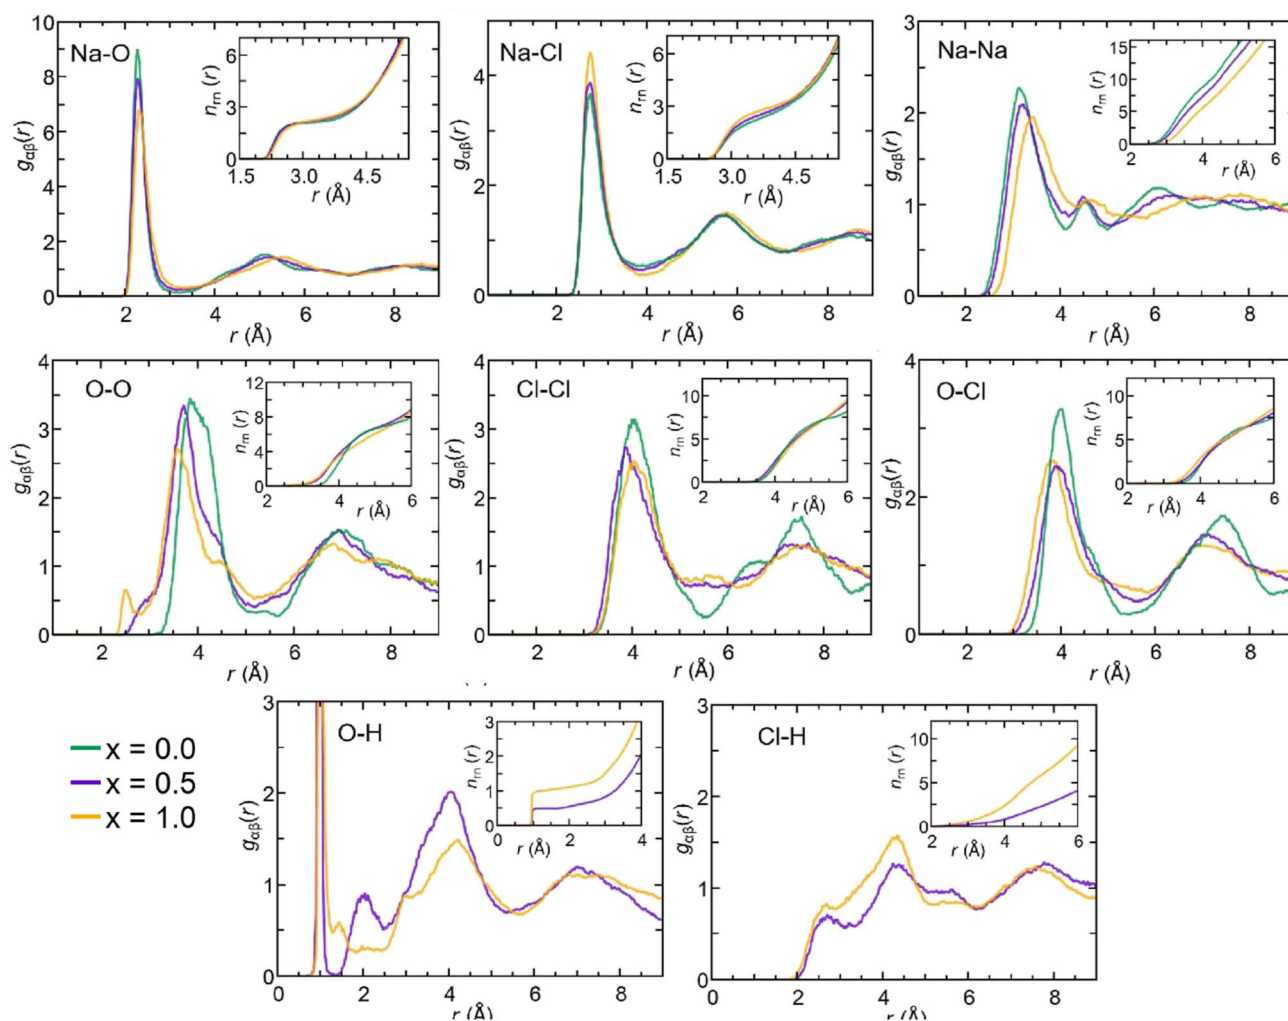 Na-O
g_αβ(r)
10
8
6
4
2
0
2 4 6 8
r (Å)
n_rn (r)
6
3
0
1.5 3.0 4.5
r (Å)
Na-Cl
g_αβ(r)
4
2
0
2 4 6 8
r (Å)
n_rn (r)
6
3
0
1.5 3.0 4.5
r (Å)
Na-Na
g_αβ(r)
3
2
1
0
2 4 6 8
r (Å)
n_rn (r)
15
10
5
0
2 3 4 5 6
r (Å)
O-O
g_αβ(r)
4
3
2
1
0
2 4 6 8
r (Å)
n_rn (r)
12
8
4
0
2 4 6
r (Å)
Cl-Cl
g_αβ(r)
4
3
2
1
0
2 4 6 8
r (Å)
n_rn (r)
10
5
0
2 4 6
r (Å)
O-Cl
g_αβ(r)
4
2
0
2 4 6 8
r (Å)
n_rn (r)
10
5
0
2 4 6
r (Å)
x = 0.0
x = 0.5
x = 1.0
O-H
g_αβ(r)
3
2
1
0
0 2 4 6 8
r (Å)
n_rn (r)
3
2
1
0
0 2 4
r (Å)
Cl-H
g_αβ(r)
3
2
1
0
0 2 4 6 8
r (Å)
n_rn (r)
10
5
0
2 3 4 5 6
r (Å)